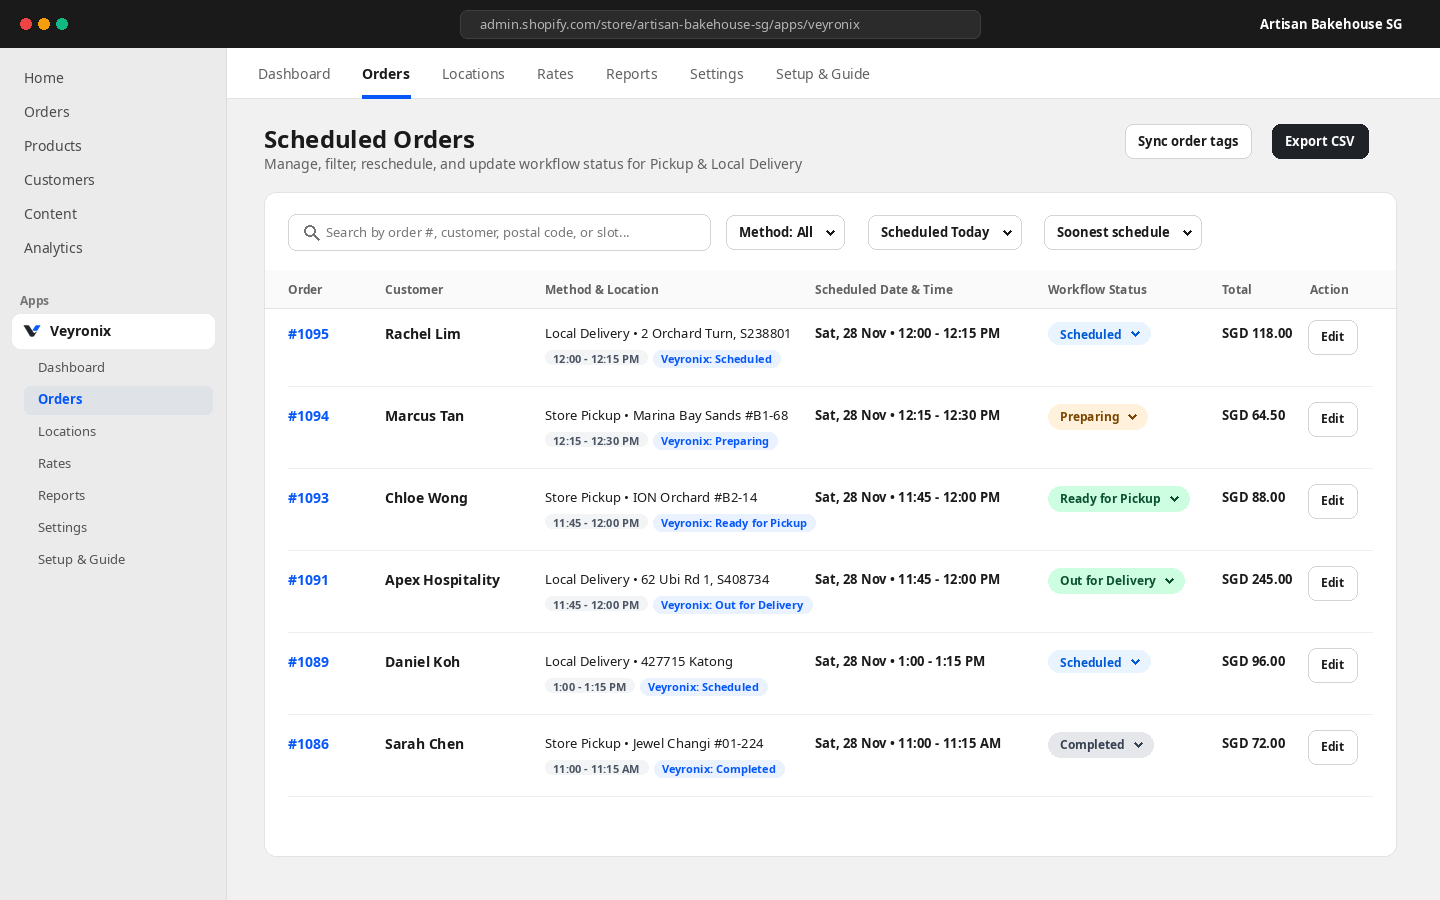 admin.shopify.com/store/artisan-bakehouse-sg/apps/veyronix
Artisan Bakehouse SG
Home
Orders
Products
Customers
Content
Analytics
Apps
Veyronix
Dashboard
Orders
Locations
Rates
Reports
Settings
Setup & Guide
Dashboard Orders Locations Rates Reports Settings Setup & Guide
Scheduled Orders
Manage, filter, reschedule, and update workflow status for Pickup & Local Delivery
Sync order tags
Export CSV
Search by order #, customer, postal code, or slot...
Method: All
Scheduled Today
Soonest schedule
Order Customer Method & Location Scheduled Date & Time Workflow Status Total Action
#1095 Rachel Lim Local Delivery • 2 Orchard Turn, S238801 Sat, 28 Nov • 12:00 - 12:15 PM Scheduled SGD 118.00 Edit
12:00 - 12:15 PM Veyronix: Scheduled
#1094 Marcus Tan Store Pickup • Marina Bay Sands #B1-68 Sat, 28 Nov • 12:15 - 12:30 PM Preparing SGD 64.50 Edit
12:15 - 12:30 PM Veyronix: Preparing
#1093 Chloe Wong Store Pickup • ION Orchard #B2-14 Sat, 28 Nov • 11:45 - 12:00 PM Ready for Pickup SGD 88.00 Edit
11:45 - 12:00 PM Veyronix: Ready for Pickup
#1091 Apex Hospitality Local Delivery • 62 Ubi Rd 1, S408734 Sat, 28 Nov • 11:45 - 12:00 PM Out for Delivery SGD 245.00 Edit
11:45 - 12:00 PM Veyronix: Out for Delivery
#1089 Daniel Koh Local Delivery • 427715 Katong Sat, 28 Nov • 1:00 - 1:15 PM Scheduled SGD 96.00 Edit
1:00 - 1:15 PM Veyronix: Scheduled
#1086 Sarah Chen Store Pickup • Jewel Changi #01-224 Sat, 28 Nov • 11:00 - 11:15 AM Completed SGD 72.00 Edit
11:00 - 11:15 AM Veyronix: Completed